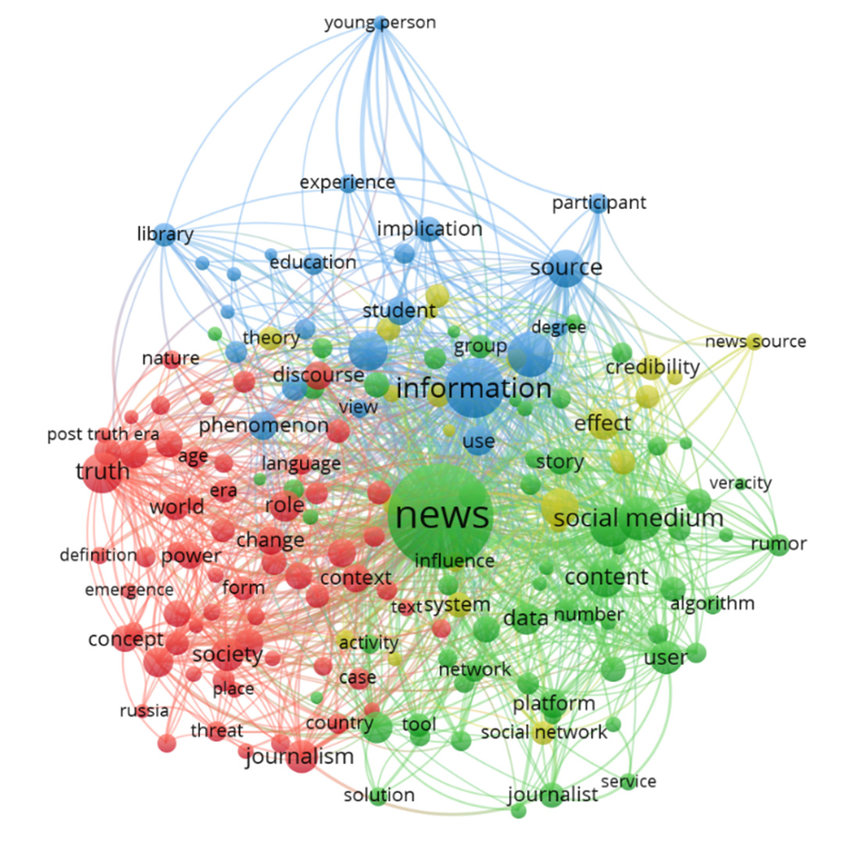 young person
experience
participant
library
implication
education
source
student
degree
theory
group
news source
nature
discourse
credibility
information
view
phenomenon
effect
post truth era
use
age
language
story
truth
era
veracity
world
role
news
social medium
change
rumor
definition
power
influence
context
content
emergence
form
text
system
algorithm
data
number
concept
activity
society
user
network
case
place
russia
platform
threat
country
tool
social network
journalism
service
solution
journalist